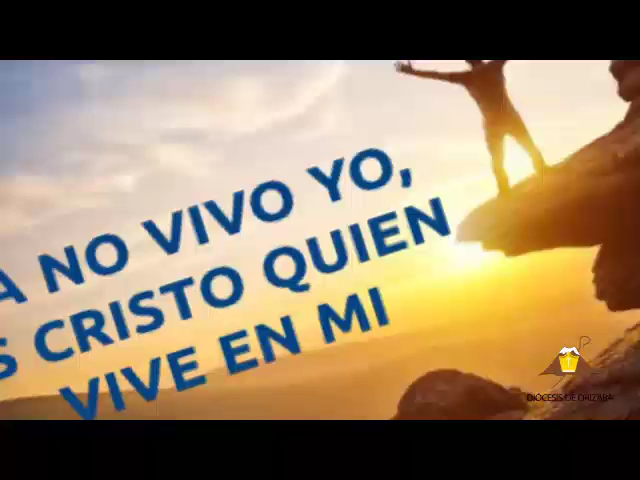 A NO VIVO YO,
S CRISTO QUIEN
VIVE EN MI
DIOCESIS DE ORIZABA